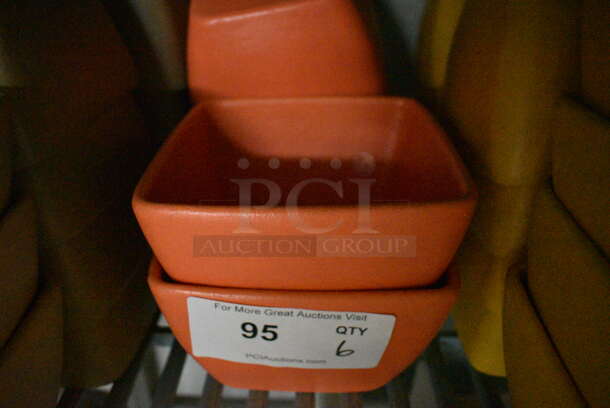 PCI
AUCTION GROUP
For More Great Auctions Visit
95 QTY
6
PCIAuctions.com